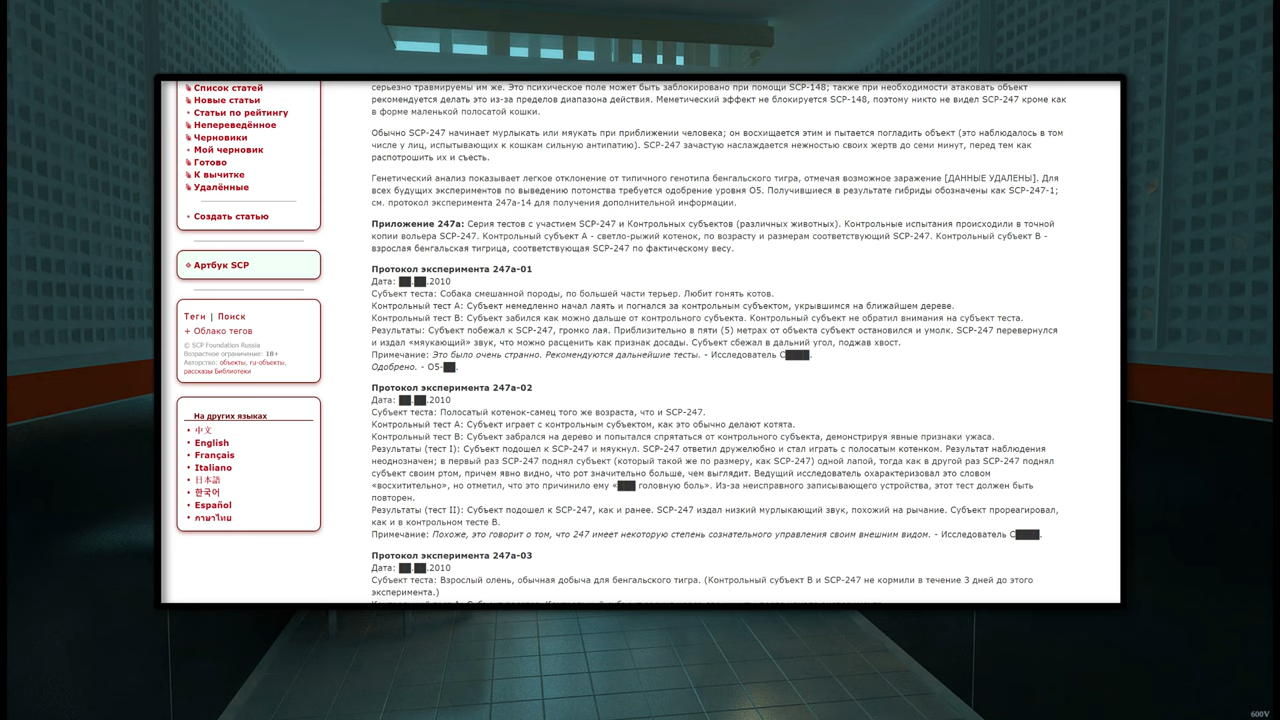 Список статей
Новые статьи
Статьи по рейтингу
Непереведённое
Черновики
Мой черновик
Готово
К вычитке
Удалённые
Создать статью
Артбук SCP
Теги | Поиск
+ Облако тегов
© SCP Foundation Russia
Возрастное ограничение: 18+
Авторство: объекты, ru-объекты,
рассказы Библиотеки
На других языках
中文
English
Français
Italiano
日本語
한국어
Español
ภาษาไทย
серьезно травмируемы им же. Это психическое поле может быть заблокировано при помощи SCP-148; также при необходимости атаковать объект
рекомендуется делать это из-за пределов диапазона действия. Меметический эффект не блокируется SCP-148, поэтому никто не видел SCP-247 кроме как
в форме маленькой полосатой кошки.
Обычно SCP-247 начинает мурлыкать или мяукать при приближении человека; он восхищается этим и пытается погладить объект (это наблюдалось в том
числе у лиц, испытывающих к кошкам сильную антипатию). SCP-247 зачастую наслаждается нежностью своих жертв до семи минут, перед тем как
распотрошить их и съесть.
Генетический анализ показывает легкое отклонение от типичного генотипа бенгальского тигра, отмечая возможное заражение [ДАННЫЕ УДАЛЕНЫ]. Для
всех будущих экспериментов по выведению потомства требуется одобрение уровня O5. Получившиеся в результате гибриды обозначены как SCP-247-1;
см. протокол эксперимента 247а-14 для получения дополнительной информации.
Приложение 247а: Серия тестов с участием SCP-247 и Контрольных субъектов (различных животных). Контрольные испытания происходили в точной
копии вольера SCP-247. Контрольный субъект А - светло-рыжий котенок, по возрасту и размерам соответствующий SCP-247. Контрольный субъект В -
взрослая бенгальская тигрица, соответствующая SCP-247 по фактическому весу.
Протокол эксперимента 247а-01
Дата: ██.██.2010
Субъект теста: Собака смешанной породы, по большей части терьер. Любит гонять котов.
Контрольный тест А: Субъект немедленно начал лаять и погнался за контрольным субъектом, укрывшимся на ближайшем дереве.
Контрольный тест В: Субъект забился как можно дальше от контрольного субъекта. Контрольный субъект не обратил внимания на субъект теста.
Результаты: Субъект побежал к SCP-247, громко лая. Приблизительно в пяти (5) метрах от объекта субъект остановился и умолк. SCP-247 перевернулся
и издал «мяукающий» звук, что можно расценить как признак досады. Субъект сбежал в дальний угол, поджав хвост.
Примечание: Это было очень странно. Рекомендуются дальнейшие тесты. - Исследователь С████.
Одобрено. - O5-██.
Протокол эксперимента 247а-02
Дата: ██.██.2010
Субъект теста: Полосатый котенок-самец того же возраста, что и SCP-247.
Контрольный тест А: Субъект играет с контрольным субъектом, как это обычно делают котята.
Контрольный тест В: Субъект забрался на дерево и попытался спрятаться от контрольного субъекта, демонстрируя явные признаки ужаса.
Результаты (тест I): Субъект подошел к SCP-247 и мяукнул. SCP-247 ответил дружелюбно и стал играть с полосатым котенком. Результат наблюдения
неоднозначен; в первый раз SCP-247 поднял субъект (который такой же по размеру, как SCP-247) одной лапой, тогда как в другой раз SCP-247 поднял
субъект своим ртом, причем явно видно, что рот значительно больше, чем выглядит. Ведущий исследователь охарактеризовал это словом
«восхитительно», но отметил, что это причинило ему «███ головную боль». Из-за неисправного записывающего устройства, этот тест должен быть
повторен.
Результаты (тест II): Субъект подошел к SCP-247, как и ранее. SCP-247 издал низкий мурлыкающий звук, похожий на рычание. Субъект прореагировал,
как и в контрольном тесте В.
Примечание: Похоже, это говорит о том, что 247 имеет некоторую степень сознательного управления своим внешним видом. - Исследователь С████.
Протокол эксперимента 247а-03
Дата: ██.██.2010
Субъект теста: Взрослый олень, обычная добыча для бенгальского тигра. (Контрольный субъект В и SCP-247 не кормили в течение 3 дней до этого
эксперимента.)
600V